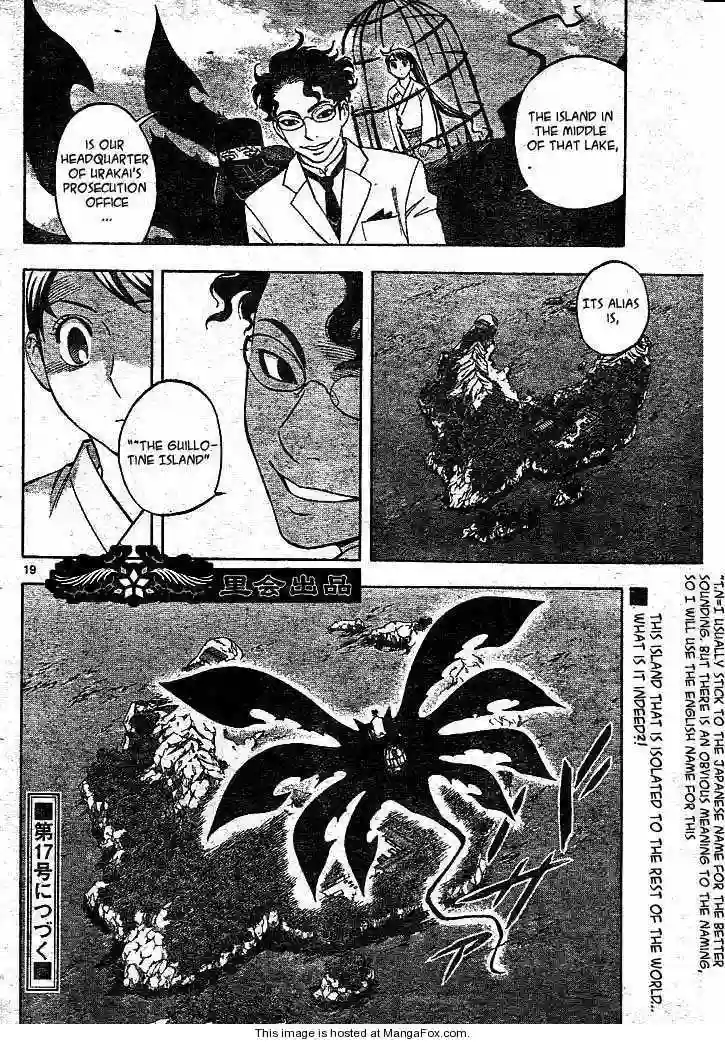 THE ISLAND IN
THE MIDDLE
OF THAT LAKE,
IS OUR
HEADQUARTER
OF URAKAI'S
PROSECUTION
OFFICE
...
ITS ALIAS
IS,
"“THE GUILLO-
TINE ISLAND"
19
里会出品
THIS ISLAND THAT IS ISOLATED TO THE REST OF THE WORLD...
WHAT IS IT INDEED?!
*T.N=I USUALLY STICK TO THE JAPANESE NAME FOR THE BETTER
SOUNDING. BUT THERE IS AN OBVIOUS MEANING TO THE NAMING,
SO I WILL USE THE ENGLISH NAME FOR THIS
■第17号につづく■
This image is hosted at MangaFox.com.